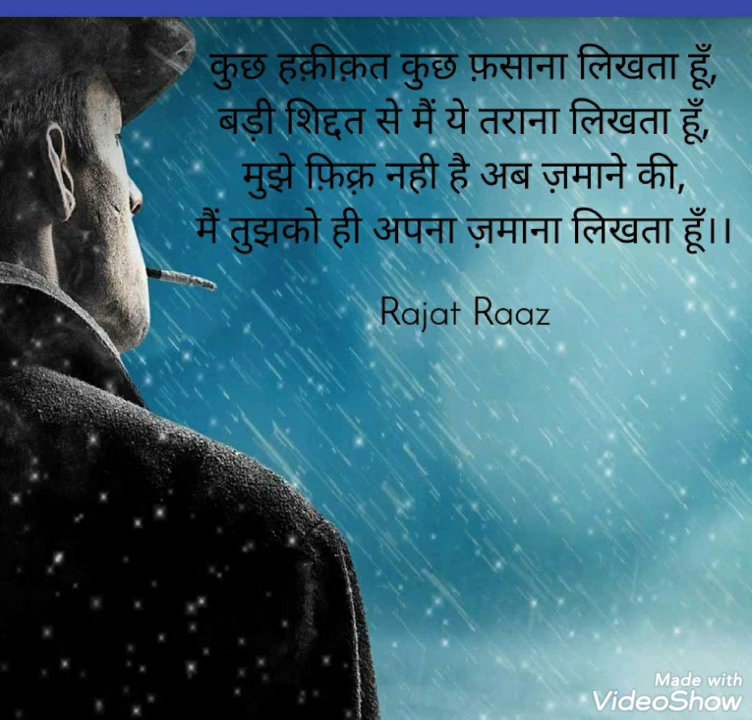 कुछ हक़ीक़त कुछ फ़साना लिखता हूँ,
बड़ी शिद्दत से मैं ये तराना लिखता हूँ,
मुझे फ़िक़्र नही है अब ज़माने की,
मैं तुझको ही अपना ज़माना लिखता हूँ।।
Rajat Raaz
Made with
VideoShow